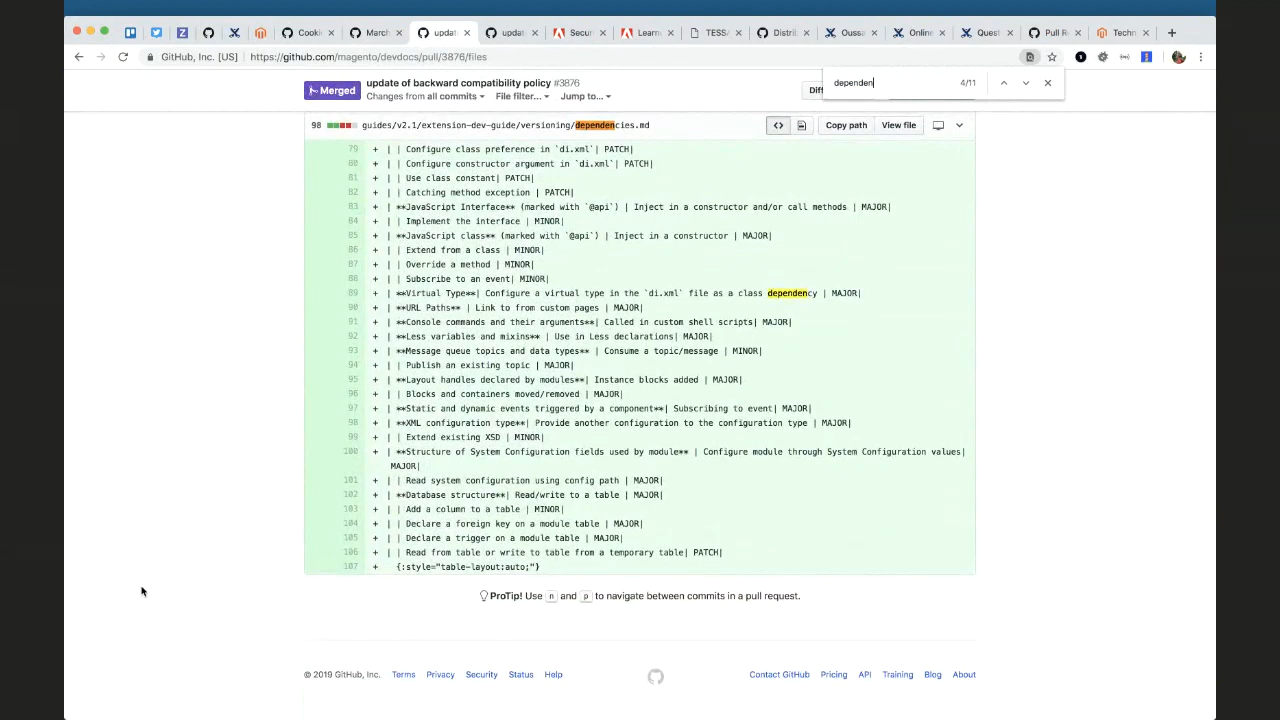 Cookie
March
update
update
Securi
Learn
TESSA
Distri
Oussa
Online
Quest
Pull R
Techn
GitHub, Inc. [US] https://github.com/magento/devdocs/pull/3876/files
dependen 4/11
Merged
update of backward compatibility policy #3876
Changes from all commits File filter... Jump to...
Diff
98 guides/v2.1/extension-dev-guide/versioning/dependencies.md Copy path View file
79 + | | Configure class preference in `di.xml`| PATCH|
80 + | | Configure constructor argument in `di.xml`| PATCH|
81 + | | Use class constant| PATCH|
82 + | | Catching method exception | PATCH|
83 + | **JavaScript Interface** (marked with `@api`) | Inject in a constructor and/or call methods | MAJOR|
84 + | | Implement the interface | MINOR|
85 + | **JavaScript class** (marked with `@api`) | Inject in a constructor | MAJOR|
86 + | | Extend from a class | MINOR|
87 + | | Override a method | MINOR|
88 + | | Subscribe to an event| MINOR|
89 + | **Virtual Type**| Configure a virtual type in the `di.xml` file as a class dependency | MAJOR|
90 + | **URL Paths** | Link to from custom pages | MAJOR|
91 + | **Console commands and their arguments**| Called in custom shell scripts| MAJOR|
92 + | **Less variables and mixins** | Use in Less declarations| MAJOR|
93 + | **Message queue topics and data types** | Consume a topic/message | MINOR|
94 + | | Publish an existing topic | MAJOR|
95 + | **Layout handles declared by modules**| Instance blocks added | MAJOR|
96 + | | Blocks and containers moved/removed | MAJOR|
97 + | **Static and dynamic events triggered by a component**| Subscribing to event| MAJOR|
98 + | **XML configuration type**| Provide another configuration to the configuration type | MAJOR|
99 + | | Extend existing XSD | MINOR|
100 + | **Structure of System Configuration fields used by module** | Configure module through System Configuration values|
MAJOR|
101 + | | Read system configuration using config path | MAJOR|
102 + | **Database structure**| Read/write to a table | MAJOR|
103 + | | Add a column to a table | MINOR|
104 + | | Declare a foreign key on a module table | MAJOR|
105 + | | Declare a trigger on a module table | MAJOR|
106 + | | Read from table or write to table from a temporary table| PATCH|
107 + {:style="table-layout:auto;"}
ProTip! Use n and p to navigate between commits in a pull request.
© 2019 GitHub, Inc. Terms Privacy Security Status Help Contact GitHub Pricing API Training Blog About